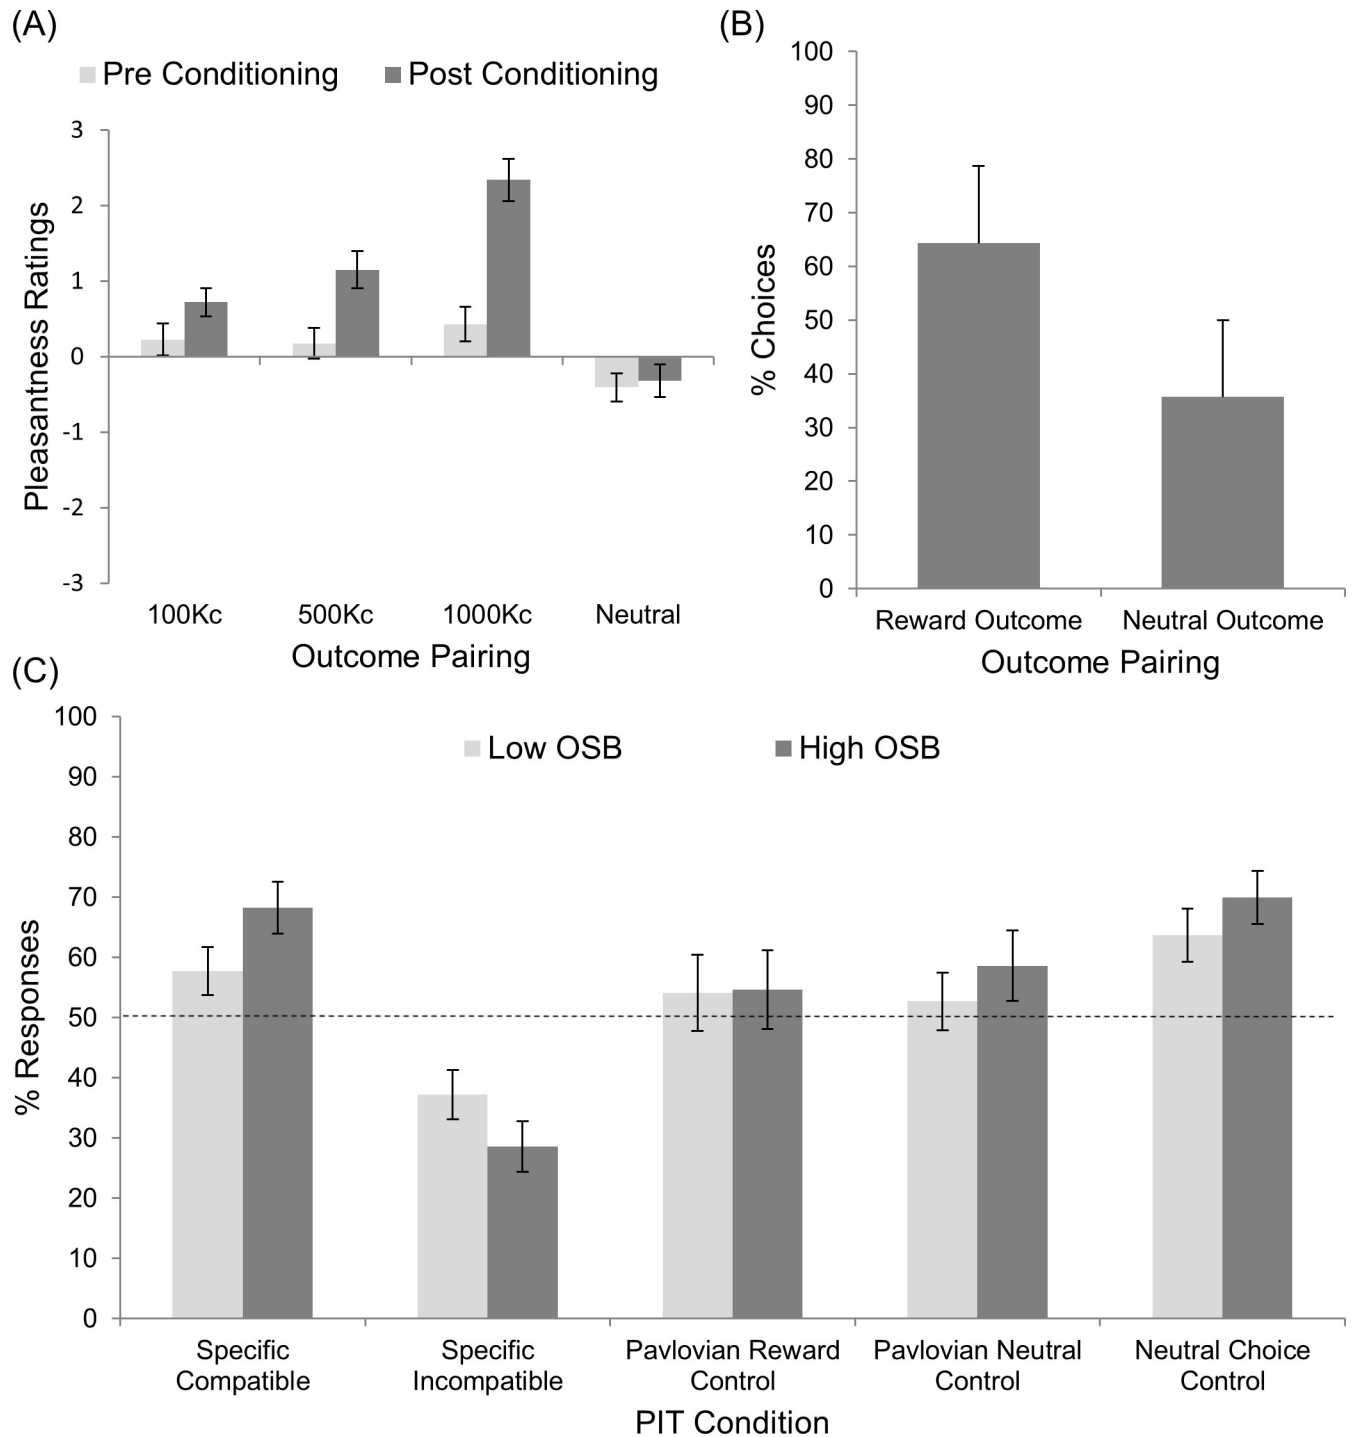 (A)
Pre Conditioning
Post Conditioning
3
2
1
0
-1
-2
-3
Pleasantness Ratings
100Kc
500Kc
1000Kc
Neutral
Outcome Pairing
(B)
100
90
80
70
60
50
40
30
20
10
0
% Choices
Reward Outcome
Neutral Outcome
Outcome Pairing
(C)
Low OSB
High OSB
100
90
80
70
60
50
40
30
20
10
0
% Responses
Specific
Compatible
Specific
Incompatible
Pavlovian Reward
Control
Pavlovian Neutral
Control
Neutral Choice
Control
PIT Condition